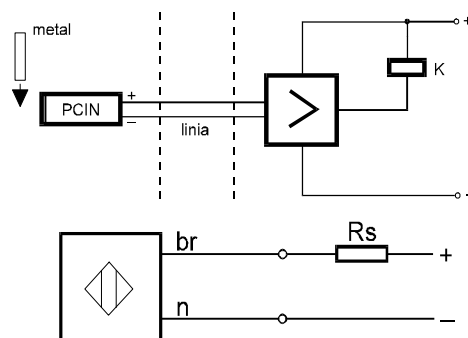 metal
+
K
PCIN
+
–
linia
-
br
Rs
+
n
–